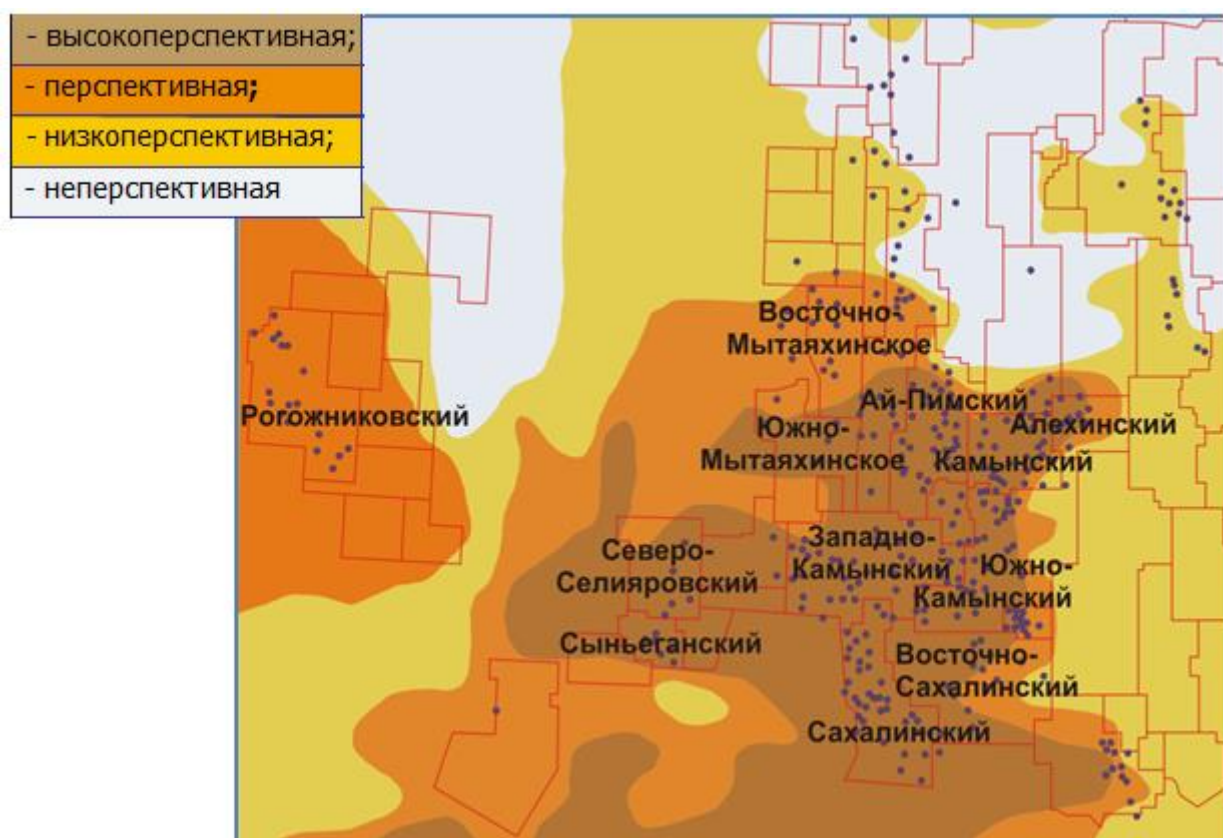 - высокоперспективная;
- перспективная;
- низкоперспективная;
- неперспективная
Восточно-
Мытаяхинское
Рогожниковский
Ай-Пимский
Алехинский
Южно-
Мытаяхинское
Камынский
Северо-
Селияровский
Западно-
Камынский
Южно-
Камынский
Сыньеганский
Восточно-
Сахалинский
Сахалинский